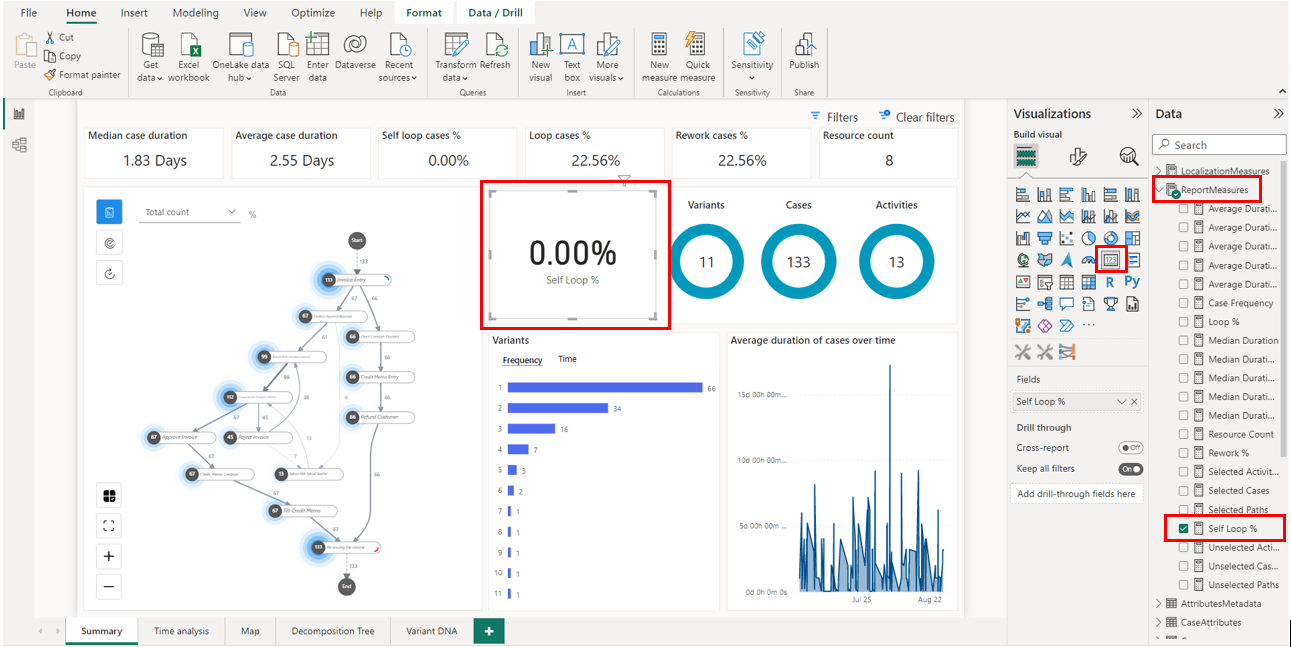 File Home Insert Modeling View Optimize Help Format Data / Drill
Paste
Cut
Copy
Format painter
Clipboard
Get data
Excel workbook
OneLake data hub
SQL Server
Enter data
Dataverse
Recent sources
Data
Transform data
Refresh
Queries
New visual
Text box
More visuals
Insert
New measure
Quick measure
Calculations
Sensitivity
Sensitivity
Publish
Share
Filters Clear filters
Median case duration
1.83 Days
Average case duration
2.55 Days
Self loop cases %
0.00%
Loop cases %
22.56%
Rework cases %
22.56%
Resource count
8
Total count %
Start
133
133 Invoice Entry
67 66
67
61
66 Check Customer Payment
99
66
66 Credit Memo Entry
99
112
38 6 66
66 Refund Customer
67 45 13
67 Approve Invoice
45 Reject Invoice
67 7
67 Credit Memo Creation
13
67 66
67 Fill Credit Memo
67
133 Re-issuing the invoice
133
End
0.00%
Self Loop %
Variants
11
Cases
133
Activities
13
Variants
Frequency Time
1 66
2 34
3 16
4 7
5 3
6 2
7 1
8 1
9 1
10 1
11 1
Average duration of cases over time
15d 00h 00m...
10d 00h 00m...
5d 00h 00m ...
0d 0h 0m 0s
Jul 25 Aug 22
Summary Time analysis Map Decomposition Tree Variant DNA +
Visualizations
Build visual
123
R Py
...
Fields
Self Loop %
Drill through
Cross-report Off
Keep all filters On
Add drill-through fields here
Data
Search
LocalizationMeasures
ReportMeasures
Average Durati...
Average Durati...
Average Durati...
Average Durati...
Average Durati...
Case Frequency
Loop %
Median Duration
Median Durati...
Median Durati...
Median Durati...
Median Durati...
Resource Count
Rework %
Selected Activit...
Selected Cases
Selected Paths
Self Loop %
Unselected Acti...
Unselected Cas...
Unselected Paths
AttributesMetadata
CaseAttributes